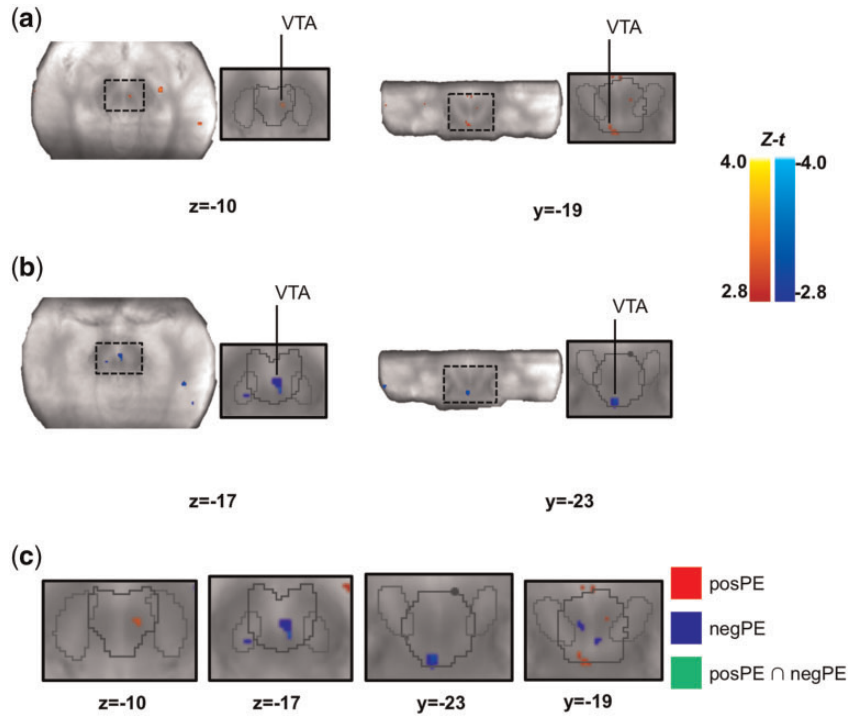 (a)
VTA
VTA
z=-10
y=-19
Z-t
4.0
-4.0
2.8
-2.8
(b)
VTA
VTA
z=-17
y=-23
(c)
posPE
negPE
posPE ∩ negPE
z=-10
z=-17
y=-23
y=-19